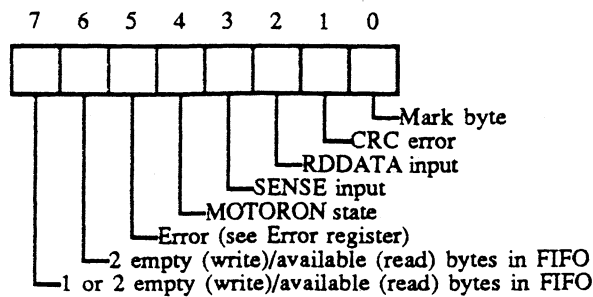 7 6 5 4 3 2 1 0
Mark byte
CRC error
RDDATA input
SENSE input
MOTORON state
Error (see Error register)
2 empty (write)/available (read) bytes in FIFO
1 or 2 empty (write)/available (read) bytes in FIFO